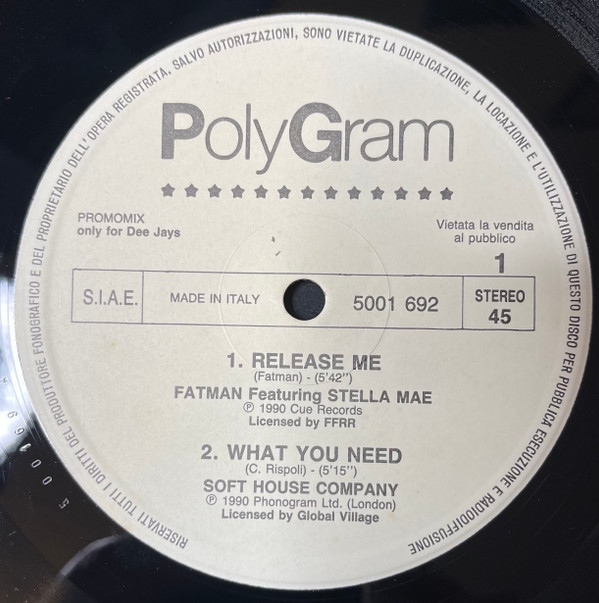 RISERVATI TUTTI I DIRITTI DEL PRODUTTORE FONOGRAFICO E DEL PROPRIETARIO DELL'OPERA REGISTRATA. SALVO AUTORIZZAZIONI, SONO VIETATE LA DUPLICAZIONE, LA LOCAZIONE E L'UTILIZZAZIONE DI QUESTO DISCO PER PUBBLICA ESECUZIONE E RADIODIFFUSIONE
PolyGram
PROMOMIX
only for Dee Jays
Vietata la vendita
al pubblico
1
S.I.A.E.
MADE IN ITALY
5001 692
STEREO
45
1. RELEASE ME
(Fatman) - (5'42")
FATMAN Featuring STELLA MAE
℗ 1990 Cue Records
Licensed by FFRR
2. WHAT YOU NEED
(C. Rispoli) - (5'15")
SOFT HOUSE COMPANY
℗ 1990 Phonogram Ltd. (London)
Licensed by Global Village